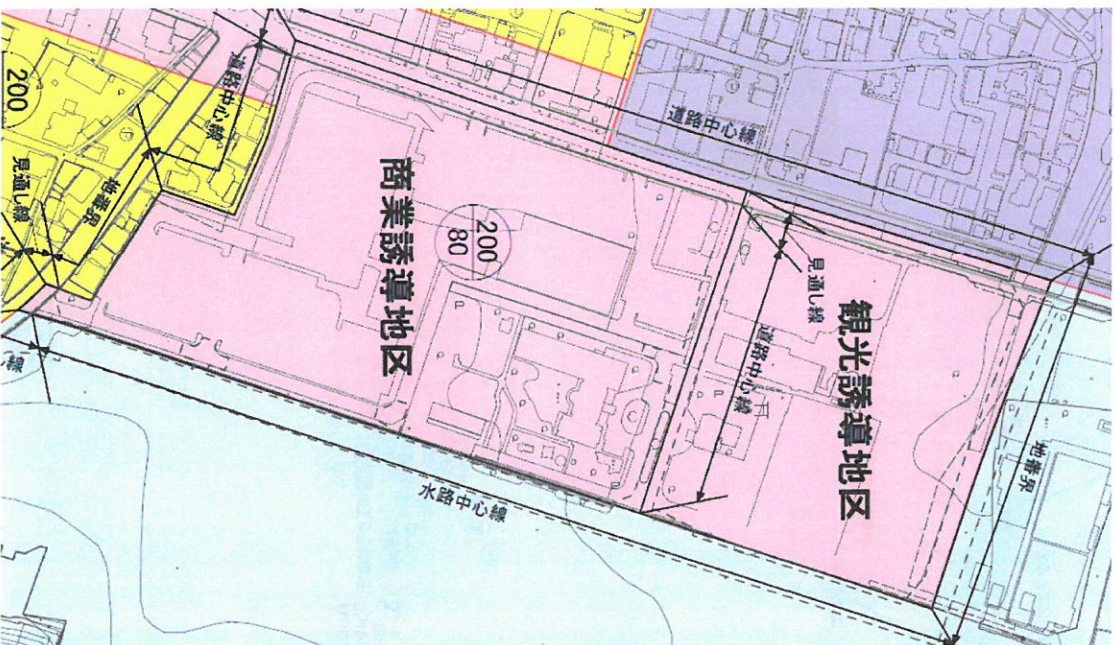 200
道路中心線
地番界
見通し線
道路中心線
商業誘導地区
200
80
見通し線
道路中心線
観光誘導地区
地番界
水路中心線
線